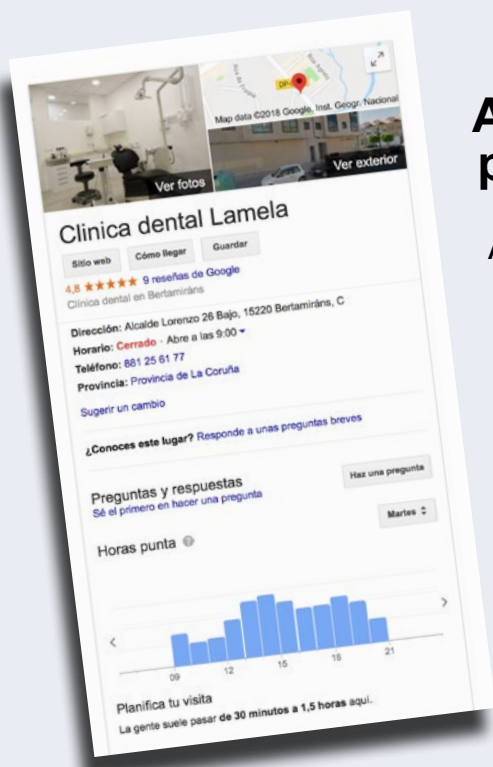 DP-
Map data ©2018 Google, Inst. Geogr. Nacional
Ver fotos
Ver exterior
Clinica dental Lamela
Sitio web
Cómo llegar
Guardar
4,8 ★★★★★ 9 reseñas de Google
Clínica dental en Bertamiráns
Dirección: Alcalde Lorenzo 26 Bajo, 15220 Bertamiráns, C
Horario: Cerrado · Abre a las 9:00
Teléfono: 881 25 61 77
Provincia: Provincia de La Coruña
Sugerir un cambio
¿Conoces este lugar? Responde a unas preguntas breves
Preguntas y respuestas
Haz una pregunta
Sé el primero en hacer una pregunta
Horas punta
Martes
09 12 15 18 21
Planifica tu visita
La gente suele pasar de 30 minutos a 1,5 horas aquí.